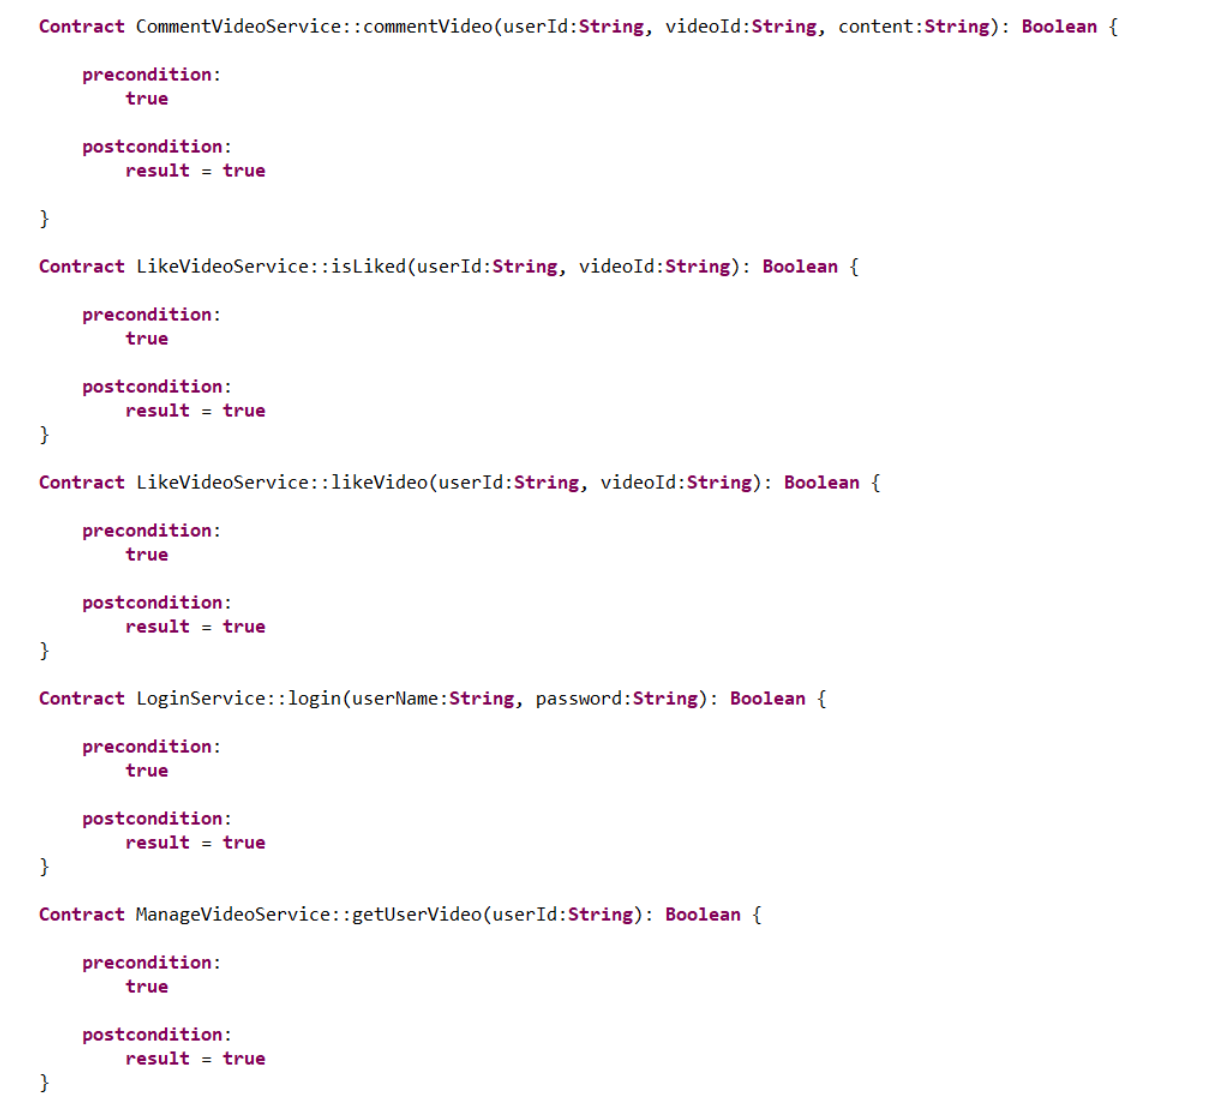 Contract CommentVideoService::commentVideo(userId:String, videoId:String, content:String): Boolean {
precondition:
true
postcondition:
result = true
}
Contract LikeVideoService::isLiked(userId:String, videoId:String): Boolean {
precondition:
true
postcondition:
result = true
}
Contract LikeVideoService::likeVideo(userId:String, videoId:String): Boolean {
precondition:
true
postcondition:
result = true
}
Contract LoginService::login(userName:String, password:String): Boolean {
precondition:
true
postcondition:
result = true
}
Contract ManageVideoService::getUserVideo(userId:String): Boolean {
precondition:
true
postcondition:
result = true
}